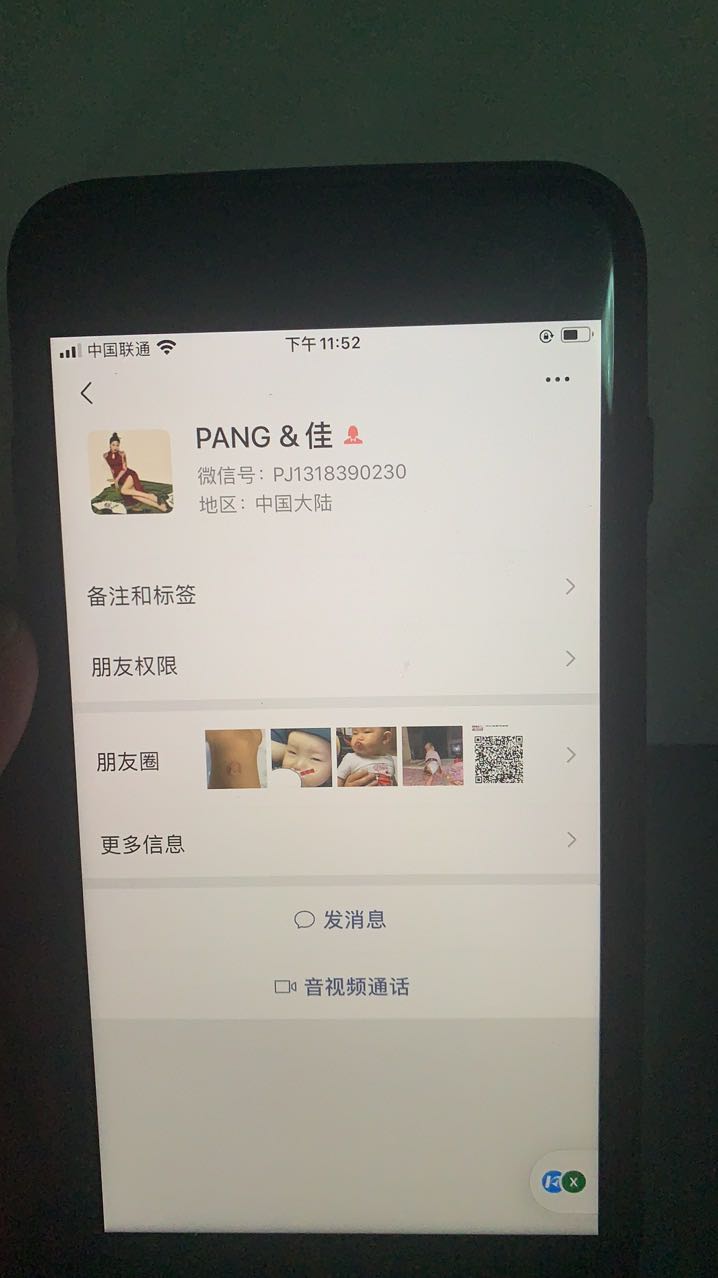 中国联通
下午 11:52
PANG & 佳
微信号: PJ1318390230
地区: 中国大陆
备注和标签
朋友权限
朋友圈
更多信息
发消息
音视频通话
X